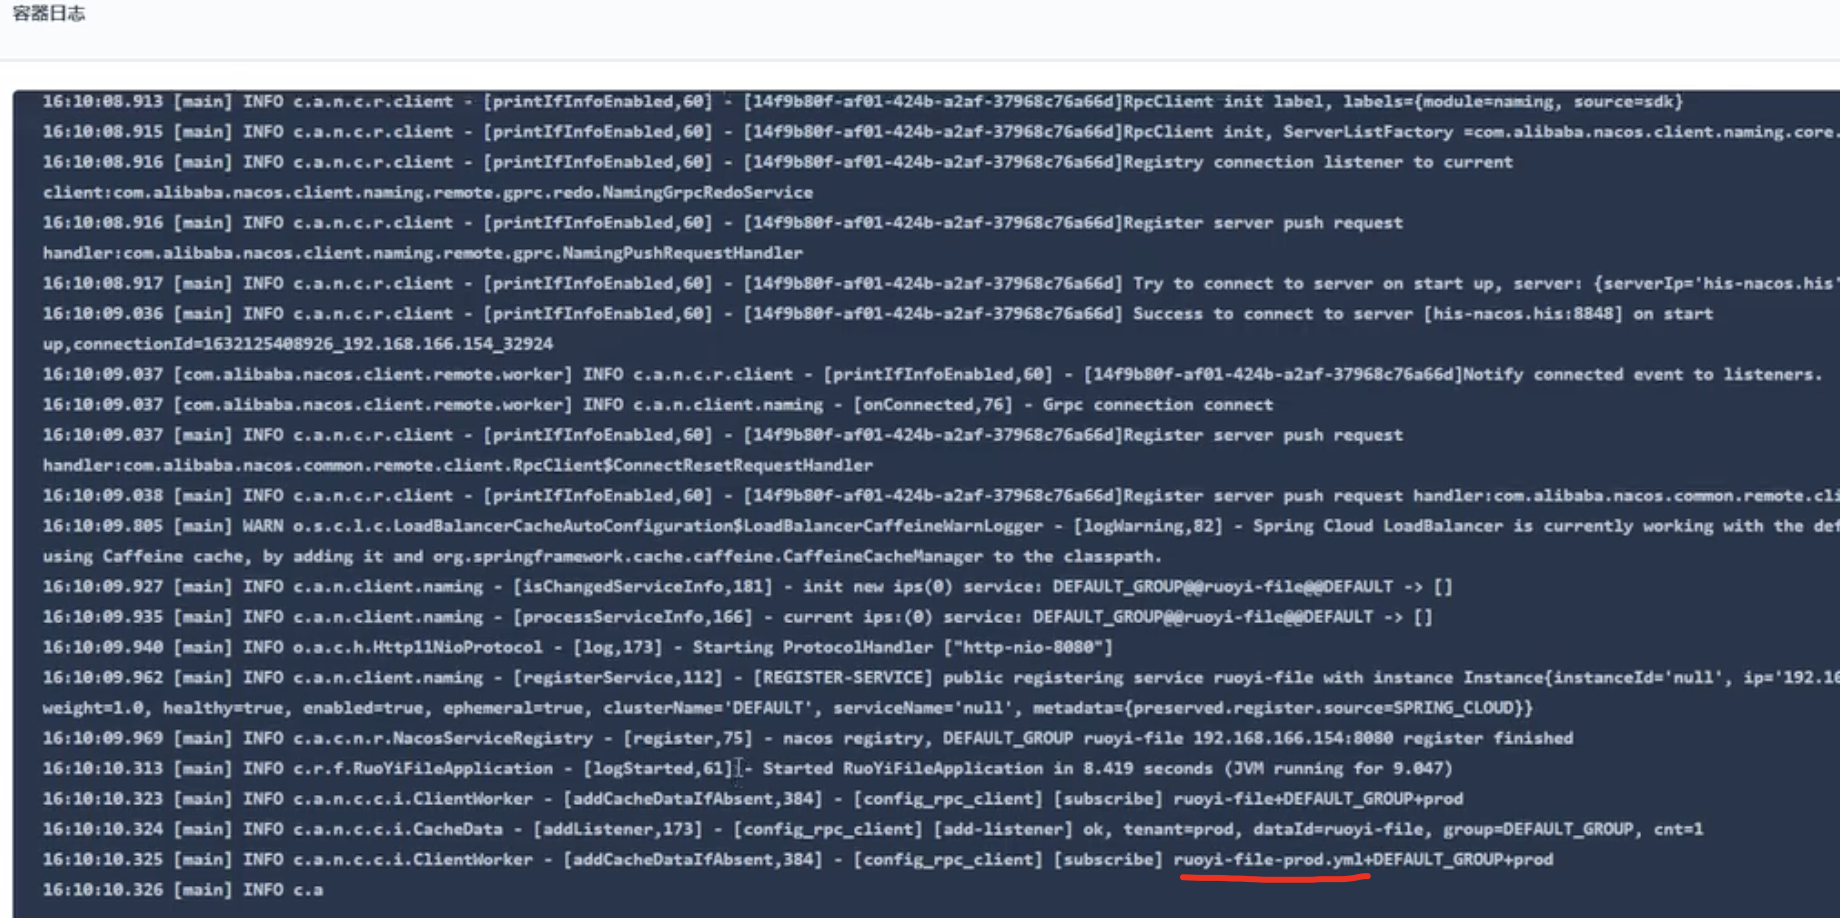 容器日志
16:10:08.913 [main] INFO c.a.n.c.r.client - [printIfInfoEnabled,60] - [14f9b80f-af01-424b-a2af-37968c76a66d]RpcClient init label, labels={module=naming, source=sdk}
16:10:08.915 [main] INFO c.a.n.c.r.client - [printIfInfoEnabled,60] - [14f9b80f-af01-424b-a2af-37968c76a66d]RpcClient init, ServerListFactory =com.alibaba.nacos.client.naming.core.
16:10:08.916 [main] INFO c.a.n.c.r.client - [printIfInfoEnabled,60] - [14f9b80f-af01-424b-a2af-37968c76a66d]Registry connection listener to current
client:com.alibaba.nacos.client.naming.remote.gprc.redo.NamingGrpcRedoService
16:10:08.916 [main] INFO c.a.n.c.r.client - [printIfInfoEnabled,60] - [14f9b80f-af01-424b-a2af-37968c76a66d]Register server push request
handler:com.alibaba.nacos.client.naming.remote.gprc.NamingPushRequestHandler
16:10:08.917 [main] INFO c.a.n.c.r.client - [printIfInfoEnabled,60] - [14f9b80f-af01-424b-a2af-37968c76a66d] Try to connect to server on start up, server: {serverIp='his-nacos.his'
16:10:09.036 [main] INFO c.a.n.c.r.client - [printIfInfoEnabled,60] - [14f9b80f-af01-424b-a2af-37968c76a66d] Success to connect to server [his-nacos.his:8848] on start
up,connectionId=1632125408926_192.168.166.154_32924
16:10:09.037 [com.alibaba.nacos.client.remote.worker] INFO c.a.n.c.r.client - [printIfInfoEnabled,60] - [14f9b80f-af01-424b-a2af-37968c76a66d]Notify connected event to listeners.
16:10:09.037 [com.alibaba.nacos.client.remote.worker] INFO c.a.n.client.naming - [onConnected,76] - Grpc connection connect
16:10:09.037 [main] INFO c.a.n.c.r.client - [printIfInfoEnabled,60] - [14f9b80f-af01-424b-a2af-37968c76a66d]Register server push request
handler:com.alibaba.nacos.common.remote.client.RpcClient$ConnectResetRequestHandler
16:10:09.038 [main] INFO c.a.n.c.r.client - [printIfInfoEnabled,60] - [14f9b80f-af01-424b-a2af-37968c76a66d]Register server push request handler:com.alibaba.nacos.common.remote.cli
16:10:09.805 [main] WARN o.s.c.l.c.LoadBalancerCacheAutoConfiguration$LoadBalancerCaffeineWarnLogger - [logWarning,82] - Spring Cloud LoadBalancer is currently working with the def
using Caffeine cache, by adding it and org.springframework.cache.caffeine.CaffeineCacheManager to the classpath.
16:10:09.927 [main] INFO c.a.n.client.naming - [isChangedServiceInfo,181] - init new ips(0) service: DEFAULT_GROUP@@ruoyi-file@@DEFAULT -> []
16:10:09.935 [main] INFO c.a.n.client.naming - [processServiceInfo,166] - current ips:(0) service: DEFAULT_GROUP@@ruoyi-file@@DEFAULT -> []
16:10:09.940 [main] INFO o.a.c.h.Http11NioProtocol - [log,173] - Starting ProtocolHandler ["http-nio-8080"]
16:10:09.962 [main] INFO c.a.n.client.naming - [registerService,112] - [REGISTER-SERVICE] public registering service ruoyi-file with instance Instance{instanceId='null', ip='192.16
weight=1.0, healthy=true, enabled=true, ephemeral=true, clusterName='DEFAULT', serviceName='null', metadata={preserved.register.source=SPRING_CLOUD}}
16:10:09.969 [main] INFO c.a.c.n.r.NacosServiceRegistry - [register,75] - nacos registry, DEFAULT_GROUP ruoyi-file 192.168.166.154:8080 register finished
16:10:10.313 [main] INFO c.r.f.RuoYiFileApplication - [logStarted,61] - Started RuoYiFileApplication in 8.419 seconds (JVM running for 9.047)
16:10:10.323 [main] INFO c.a.n.c.c.i.ClientWorker - [addCacheDataIfAbsent,384] - [config_rpc_client] [subscribe] ruoyi-file+DEFAULT_GROUP+prod
16:10:10.324 [main] INFO c.a.n.c.c.i.CacheData - [addListener,173] - [config_rpc_client] [add-listener] ok, tenant=prod, dataId=ruoyi-file, group=DEFAULT_GROUP, cnt=1
16:10:10.325 [main] INFO c.a.n.c.c.i.ClientWorker - [addCacheDataIfAbsent,384] - [config_rpc_client] [subscribe] ruoyi-file-prod.yml+DEFAULT_GROUP+prod
16:10:10.326 [main] INFO c.a